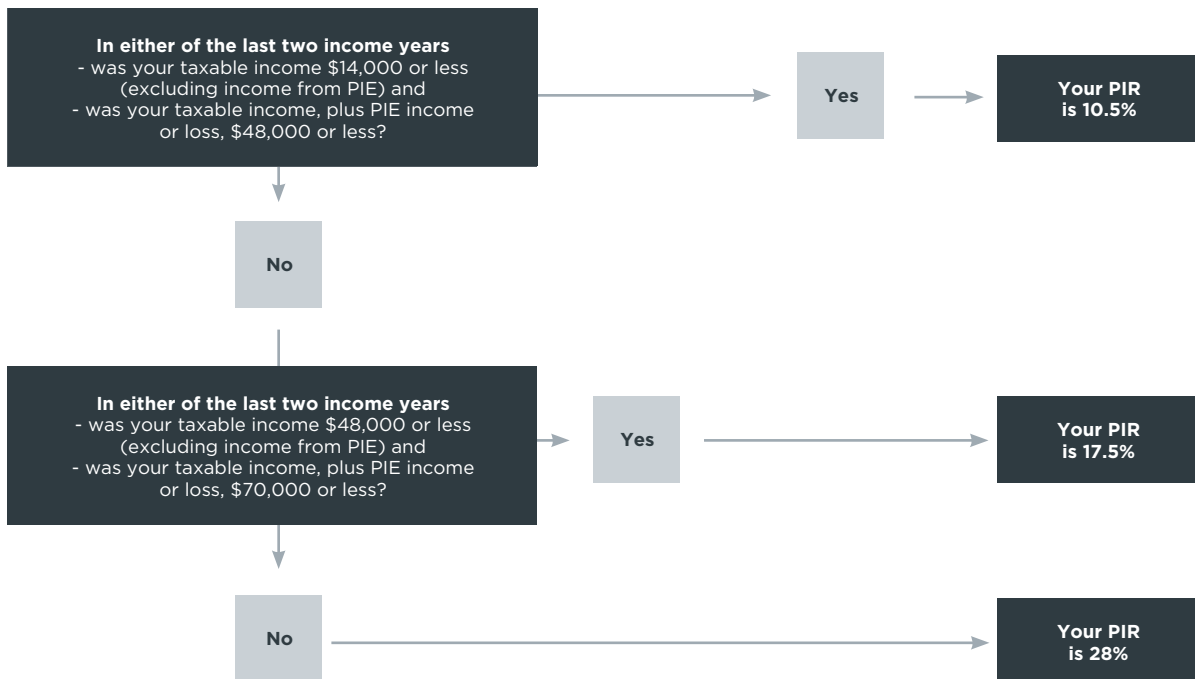 In either of the last two income years
- was your taxable income $14,000 or less
(excluding income from PIE) and
- was your taxable income, plus PIE income
or loss, $48,000 or less?
Yes
Your PIR
is 10.5%
No
In either of the last two income years
- was your taxable income $48,000 or less
(excluding income from PIE) and
- was your taxable income, plus PIE income
or loss, $70,000 or less?
Yes
Your PIR
is 17.5%
No
Your PIR
is 28%